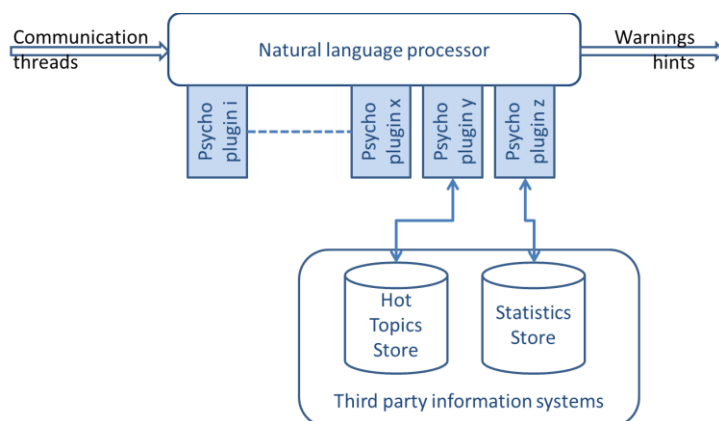 Communication
threads
Natural language processor
Warnings
hints
Psycho
plugin i
Psycho
plugin x
Psycho
plugin y
Psycho
plugin z
Hot
Topics
Store
Statistics
Store
Third party information systems